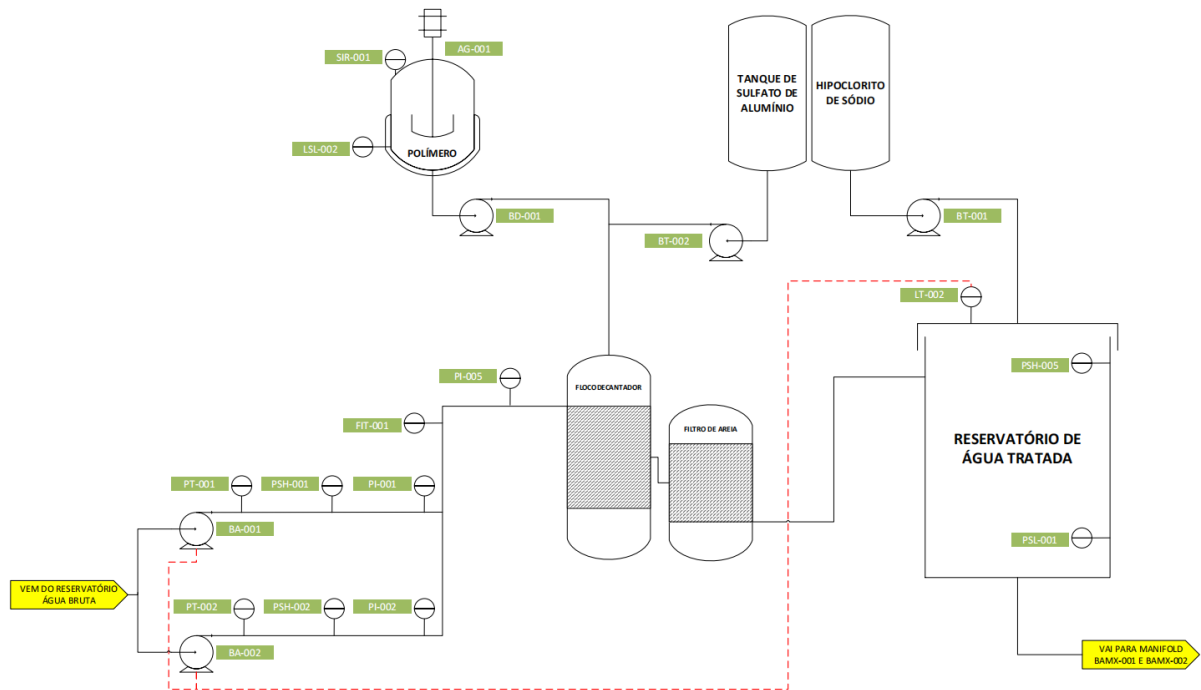 AG-001
SIR-001
LSL-002
POLÍMERO
TANQUE DE
SULFATO DE
ALUMÍNIO
HIPOCLORITO
DE SÓDIO
BD-001
BT-002
BT-001
LT-002
PI-005
FLOCODECANTADOR
PSH-005
FIT-001
FILTRO DE AREIA
RESERVATÓRIO DE
ÁGUA TRATADA
PT-001
PSH-001
PI-001
BA-001
PSL-001
VEM DO RESERVATÓRIO
ÁGUA BRUTA
PT-002
PSH-002
PI-002
BA-002
VAI PARA MANIFOLD
BAMX-001 E BAMX-002